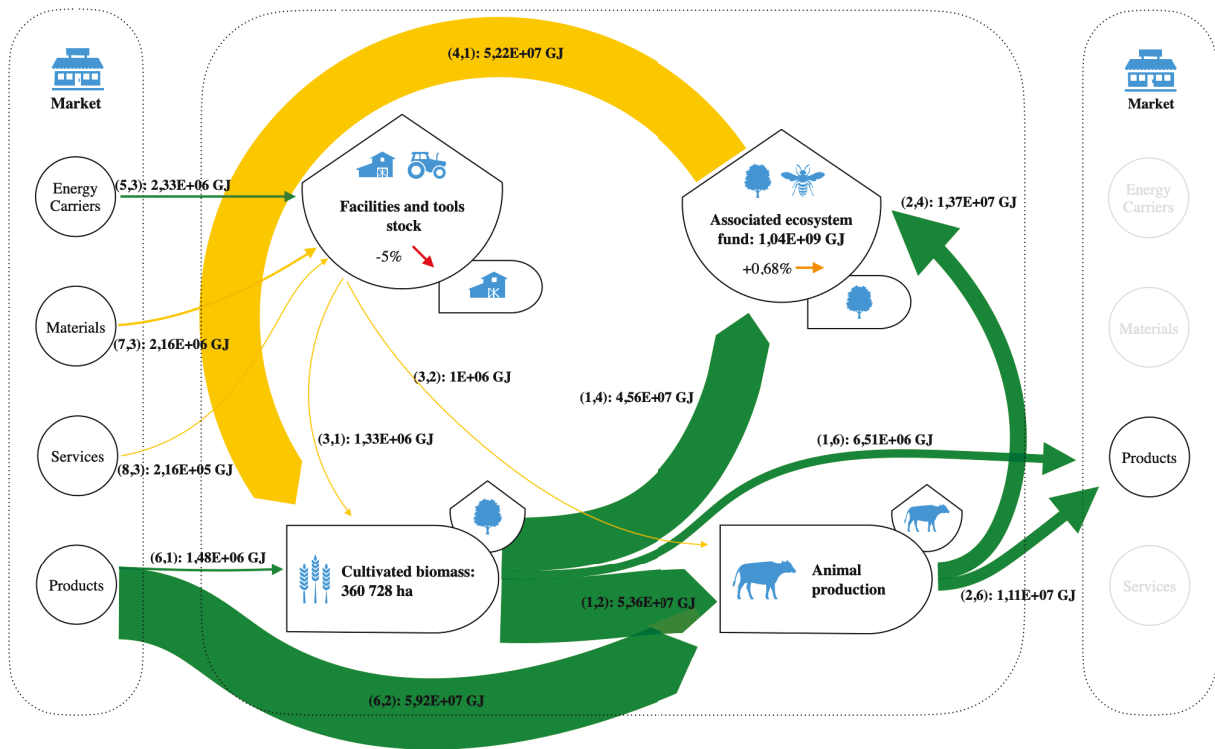 Market
Energy
Carriers
Materials
Services
Products
(5,3): 2,33E+06 GJ
(7,3): 2,16E+06 GJ
(8,3): 2,16E+05 GJ
(6,1): 1,48E+06 GJ
(6,2): 5,92E+07 GJ
(4,1): 5,22E+07 GJ
Facilities and tools
stock
-5%
(3,1): 1,33E+06 GJ
(3,2): 1E+06 GJ
Associated ecosystem
fund: 1,04E+09 GJ
+0,68%
(2,4): 1,37E+07 GJ
(1,4): 4,56E+07 GJ
(1,6): 6,51E+06 GJ
Cultivated biomass:
360 728 ha
(1,2): 5,36E+07 GJ
Animal
production
(2,6): 1,11E+07 GJ
Market
Energy
Carriers
Materials
Products
Services